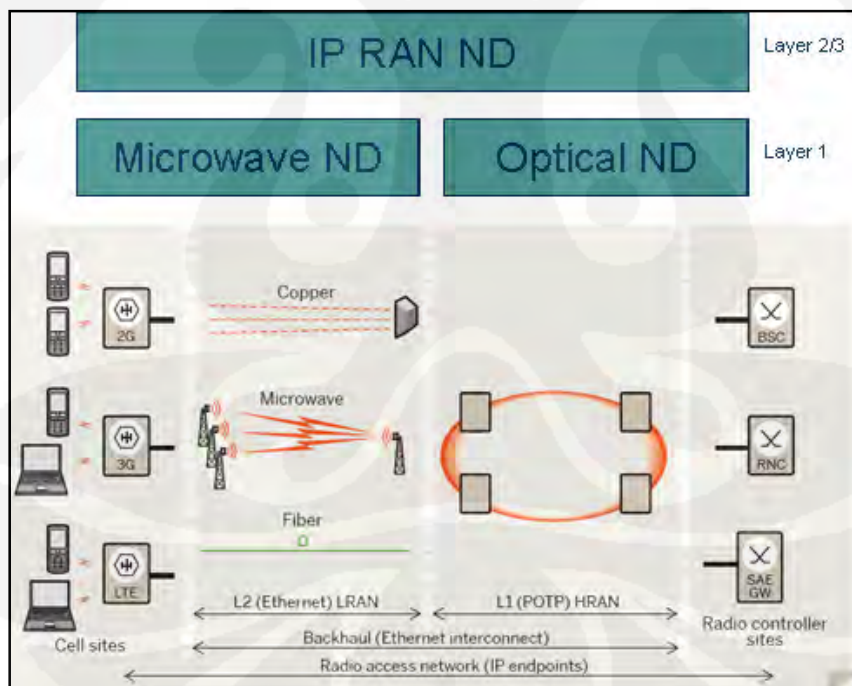 IP RAN ND
Layer 2/3
Microwave ND
Optical ND
Layer 1
Copper
2G
BSC
Microwave
3G
RNC
Fiber
LTE
SAE
GW
L2 (Ethernet) LRAN
L1 (POTP) HRAN
Cell sites
Radio controller
sites
Backhaul (Ethernet interconnect)
Radio access network (IP endpoints)